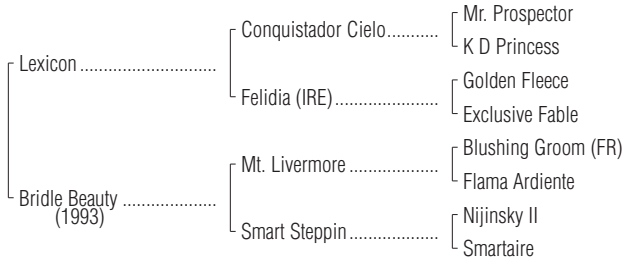 Mr. Prospector
Conquistador Cielo...........
K D Princess
Lexicon ............................
Golden Fleece
Felidia (IRE).....................
Exclusive Fable
Blushing Groom (FR)
Mt. Livermore ..................
Flama Ardiente
Bridle Beauty ...................
(1993)
Nijinsky II
Smart Steppin..................
Smartaire